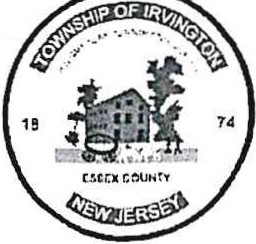 TOWNSHIP OF IRVINGTON
18 74
ESSEX COUNTY
NEW JERSEY